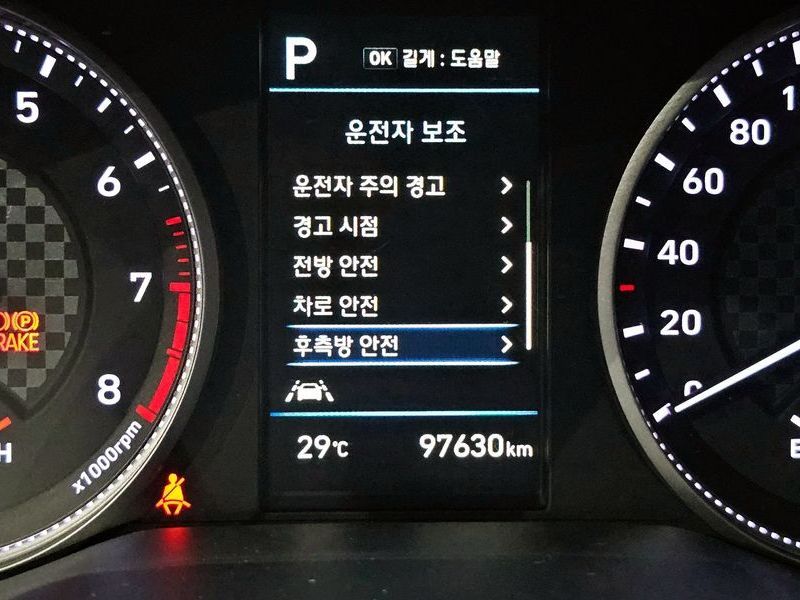 P OK 길게 : 도움말
운전자 보조
운전자 주의 경고
경고 시점
전방 안전
차로 안전
후측방 안전
29℃ 97630km
5
6
7
8
x1000rpm
(P)
RAKE
H
80
60
40
20
0
E